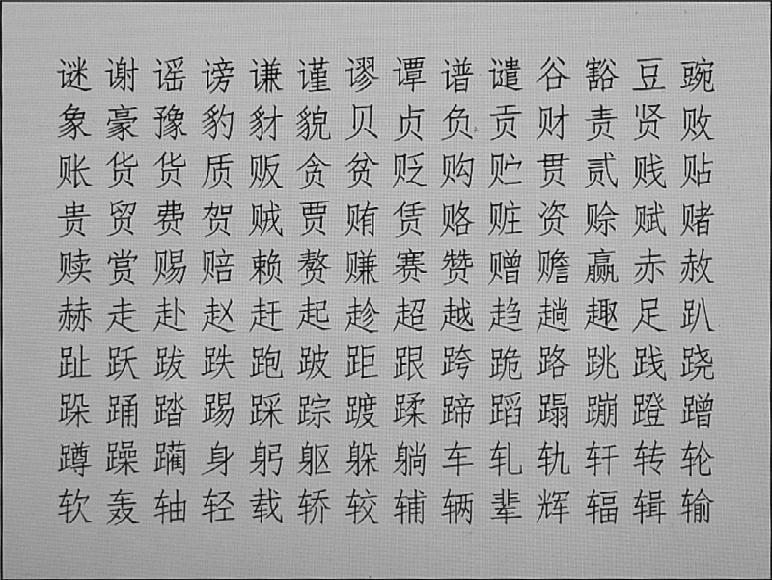 谜谢谣谤谦谨谬谭谱谴谷豁豆豌
象豪豫豹豺貌贝贞负贡财责贤败
账货货质贩贪贫贬购贮贯贰贱贴
贵贸费贺贼贾贿赁赂赃资赊赋赌
赎赏赐赔赖赘赚赛赞赠赡赢赤赦
赫走赴赵赶起趁超越趋趟趣足趴
趾跃跋跌跑跛距跟跨跪路跳践跷
跺踊踏踢踩踪踱蹂蹄蹈蹋蹦蹬蹭
蹲躁躏身躬躯躲躺车轧轨轩转轮
软轰轴轻载轿较辅辆辈辉辐辑输